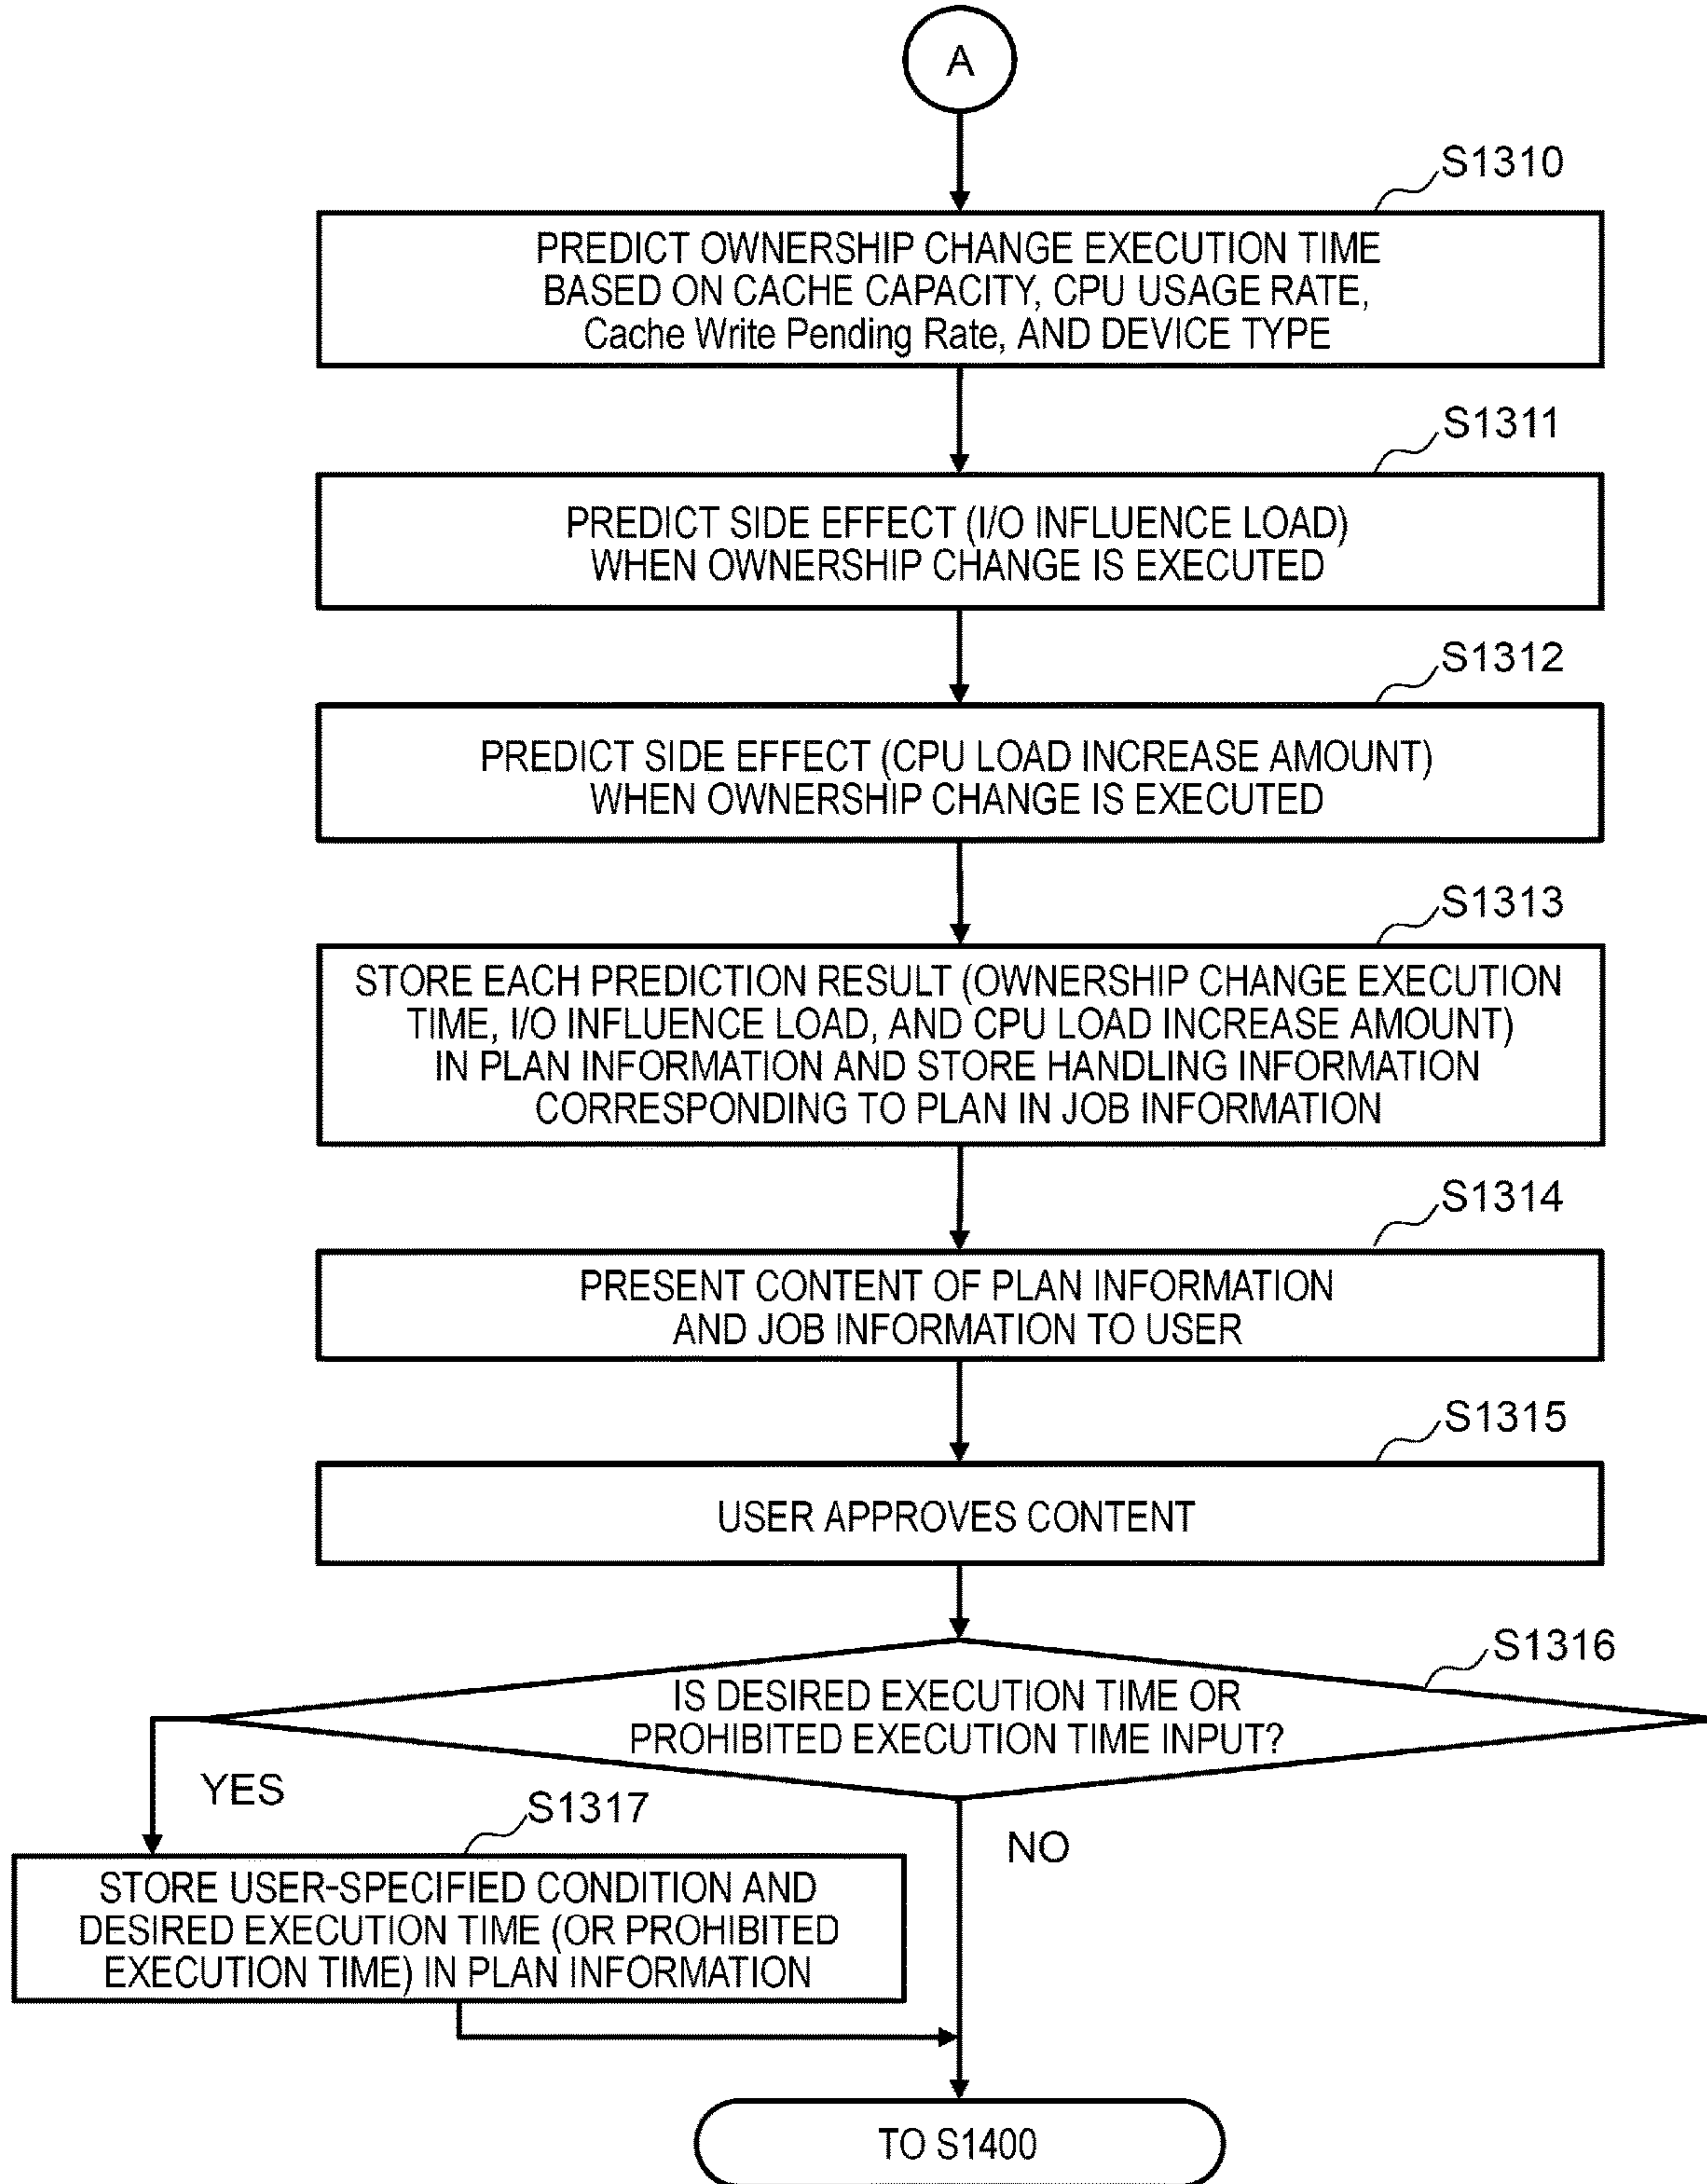 A
S1310
PREDICT OWNERSHIP CHANGE EXECUTION TIME
BASED ON CACHE CAPACITY, CPU USAGE RATE,
Cache Write Pending Rate, AND DEVICE TYPE
S1311
PREDICT SIDE EFFECT (I/O INFLUENCE LOAD)
WHEN OWNERSHIP CHANGE IS EXECUTED
S1312
PREDICT SIDE EFFECT (CPU LOAD INCREASE AMOUNT)
WHEN OWNERSHIP CHANGE IS EXECUTED
S1313
STORE EACH PREDICTION RESULT (OWNERSHIP CHANGE EXECUTION
TIME, I/O INFLUENCE LOAD, AND CPU LOAD INCREASE AMOUNT)
IN PLAN INFORMATION AND STORE HANDLING INFORMATION
CORRESPONDING TO PLAN IN JOB INFORMATION
S1314
PRESENT CONTENT OF PLAN INFORMATION
AND JOB INFORMATION TO USER
S1315
USER APPROVES CONTENT
S1316
IS DESIRED EXECUTION TIME OR
PROHIBITED EXECUTION TIME INPUT?
YES
S1317
NO
STORE USER-SPECIFIED CONDITION AND
DESIRED EXECUTION TIME (OR PROHIBITED
EXECUTION TIME) IN PLAN INFORMATION
TO S1400